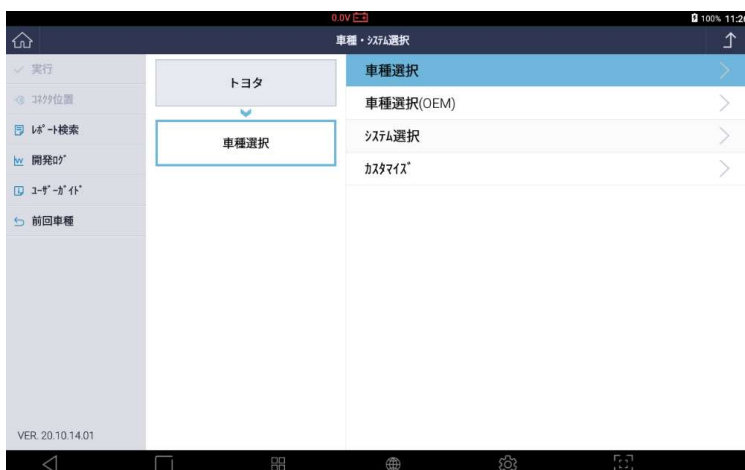 0.0V
100% 11:20
車種・ｼｽﾃﾑ選択
実行
ｺﾈｸﾀ位置
ﾚﾎﾟｰﾄ検索
開発ﾛｸﾞ
ﾕｰｻﾞｰｶﾞｲﾄﾞ
前回車種
VER. 20.10.14.01
トヨタ
車種選択
車種選択
車種選択(OEM)
ｼｽﾃﾑ選択
ｶｽﾀﾏｲｽﾞ